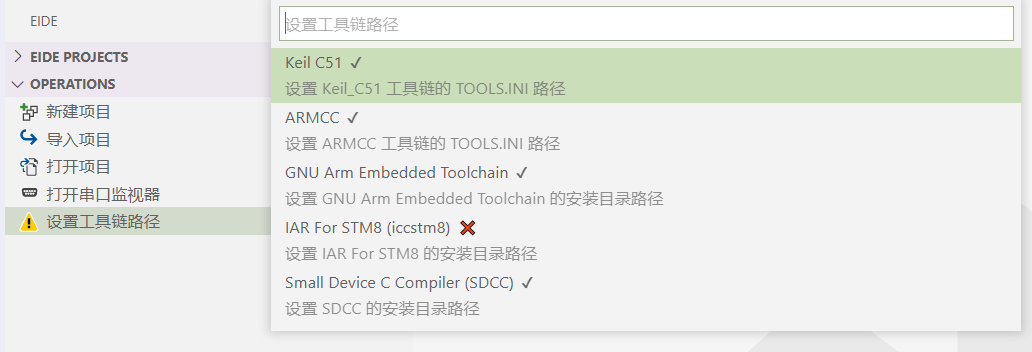 EIDE
EIDE PROJECTS
OPERATIONS
新建项目
导入项目
打开项目
打开串口监视器
设置工具链路径
设置工具链路径
Keil C51 ✓
设置 Keil_C51 工具链的 TOOLS.INI 路径
ARMCC ✓
设置 ARMCC 工具链的 TOOLS.INI 路径
GNU Arm Embedded Toolchain ✓
设置 GNU Arm Embedded Toolchain 的安装目录路径
IAR For STM8 (iccstm8) ❌
设置 IAR For STM8 的安装目录路径
Small Device C Compiler (SDCC) ✓
设置 SDCC 的安装目录路径